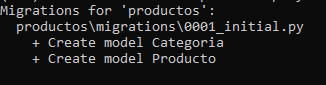 Migrations for 'productos':
  productos\migrations\0001_initial.py
    + Create model Categoria
    + Create model Producto